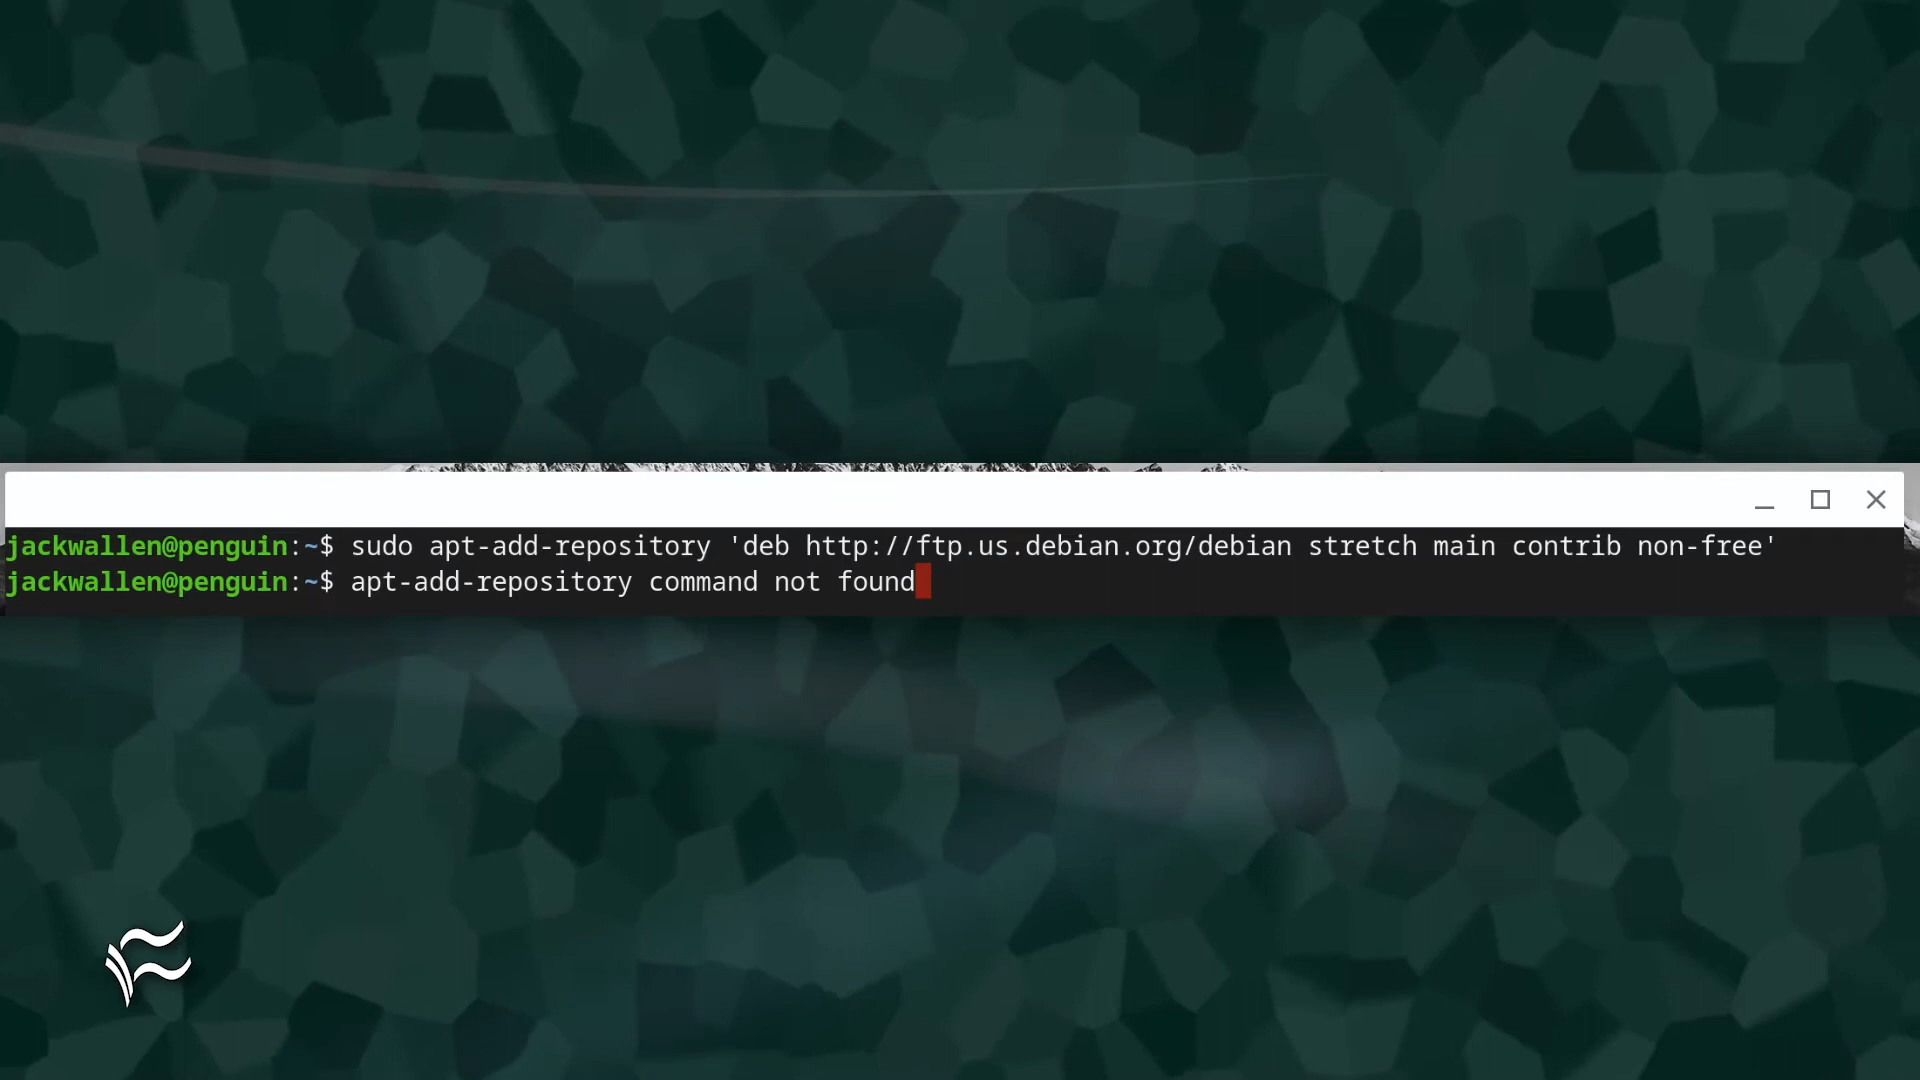 jackwallen@penguin:~$ sudo apt-add-repository 'deb http://ftp.us.debian.org/debian stretch main contrib non-free'
jackwallen@penguin:~$ apt-add-repository command not found